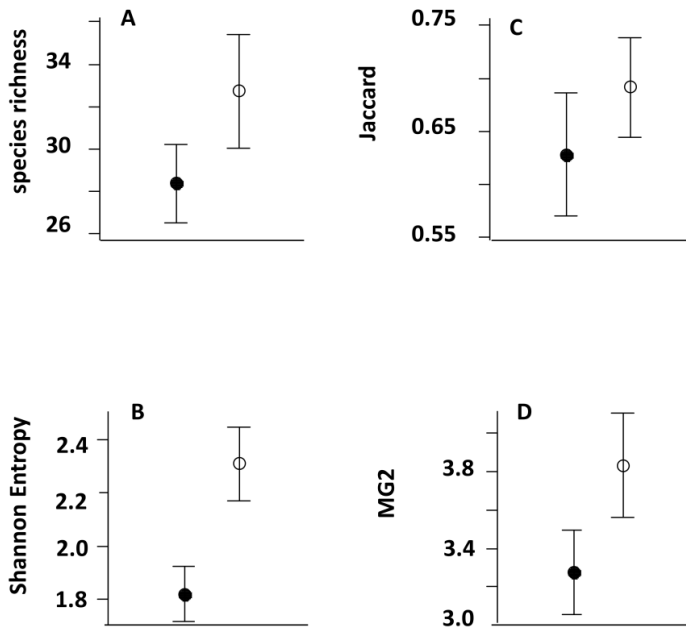 A
species richness
34
30
26
C
Jaccard
0.75
0.65
0.55
B
Shannon Entropy
2.4
2.2
2.0
1.8
D
MG2
3.8
3.4
3.0